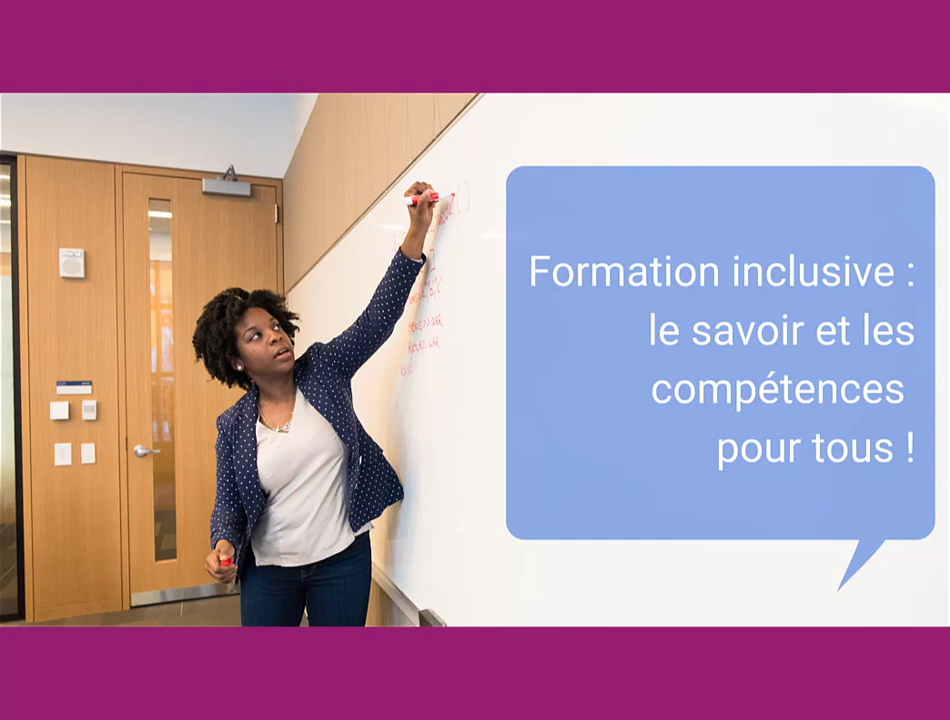 Formation inclusive :
le savoir et les
compétences
pour tous !